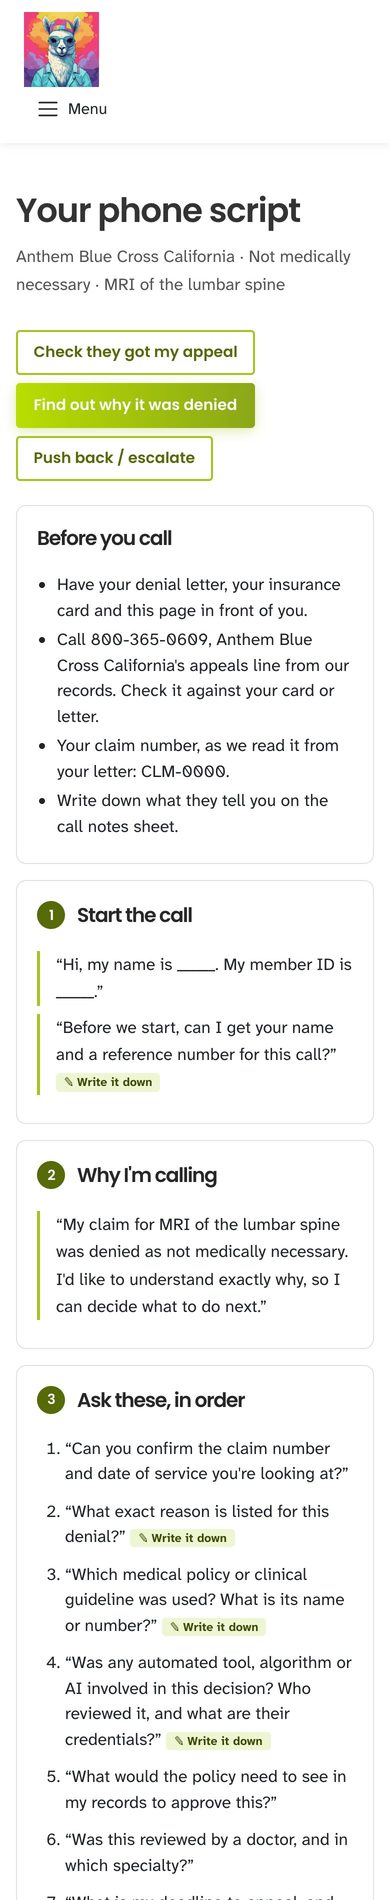 Menu
Your phone script
Anthem Blue Cross California · Not medically
necessary · MRI of the lumbar spine
Check they got my appeal
Find out why it was denied
Push back / escalate
Before you call
• Have your denial letter, your insurance
card and this page in front of you.
• Call 800-365-0609, Anthem Blue
Cross California's appeals line from our
records. Check it against your card or
letter.
• Your claim number, as we read it from
your letter: CLM-0000.
• Write down what they tell you on the
call notes sheet.
1 Start the call
“Hi, my name is _____. My member ID is
_____.”
“Before we start, can I get your name
and a reference number for this call?”
✎ Write it down
2 Why I'm calling
“My claim for MRI of the lumbar spine
was denied as not medically necessary.
I'd like to understand exactly why, so I
can decide what to do next.”
3 Ask these, in order
1. “Can you confirm the claim number
and date of service you're looking at?”
2. “What exact reason is listed for this
denial?” ✎ Write it down
3. “Which medical policy or clinical
guideline was used? What is its name
or number?” ✎ Write it down
4. “Was any automated tool, algorithm or
AI involved in this decision? Who
reviewed it, and what are their
credentials?” ✎ Write it down
5. “What would the policy need to see in
my records to approve this?”
6. “Was this reviewed by a doctor, and in
which specialty?”
7. “What is my deadline to appeal, and